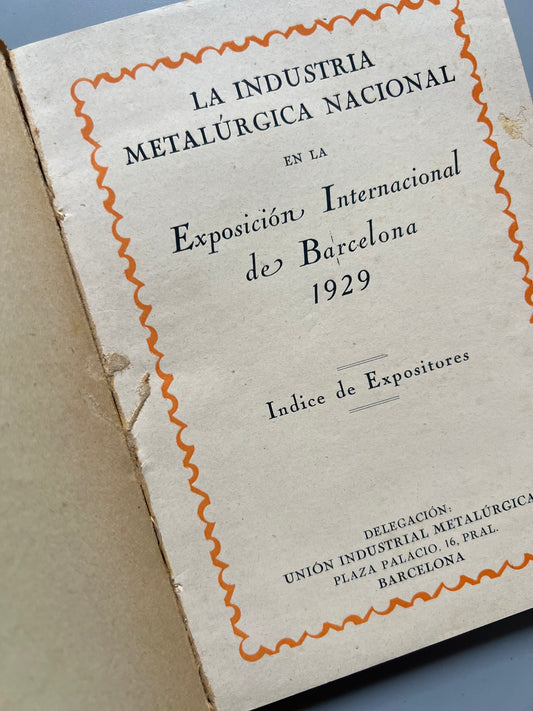 LA INDUSTRIA
METALÚRGICA NACIONAL
EN LA
Exposición Internacional
de Barcelona
1929
Indice de Expositores
DELEGACIÓN:
UNIÓN INDUSTRIAL METALÚRGICA
PLAZA PALACIO, 16, PRAL.
BARCELONA